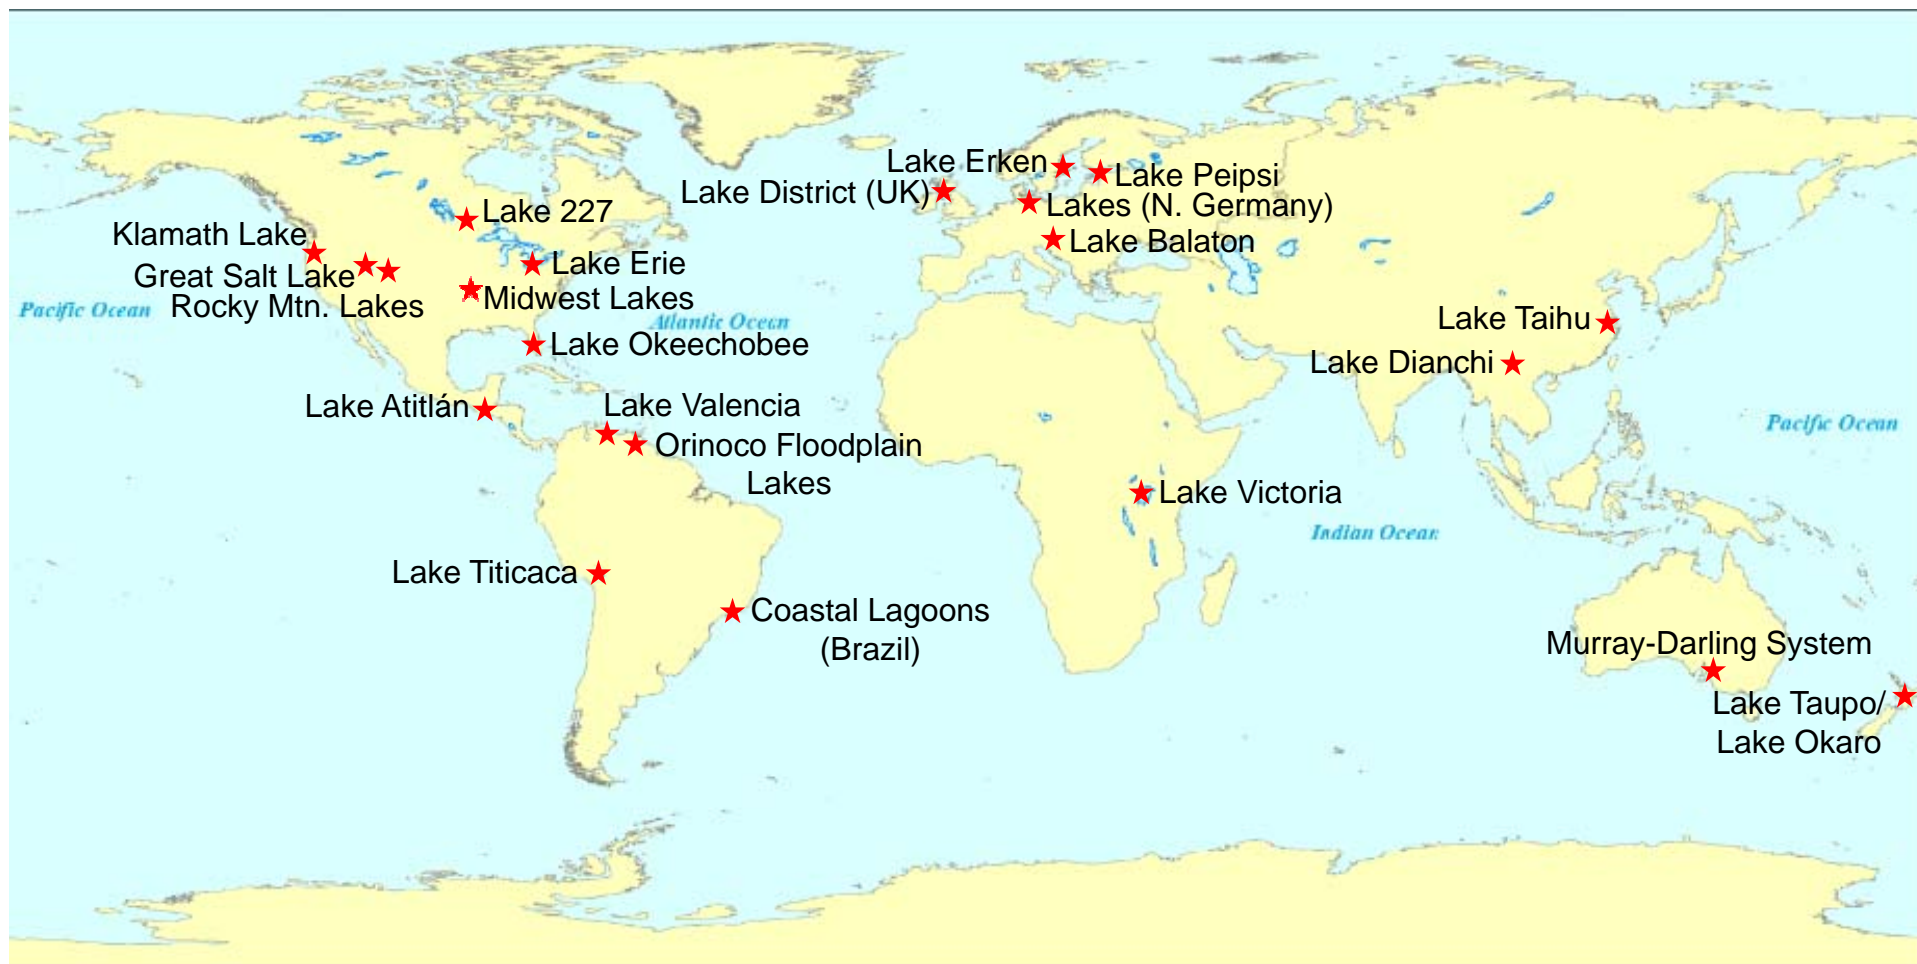 Lake Erken
Lake Peipsi
Lake District (UK)
Lakes (N. Germany)
Lake 227
Klamath Lake
Lake Balaton
Great Salt Lake
Lake Erie
Rocky Mtn. Lakes
Midwest Lakes
Pacific Ocean
Atlantic Ocean
Lake Taihu
Lake Okeechobee
Lake Dianchi
Lake Atitlán
Lake Valencia
Pacific Ocean
Orinoco Floodplain
Lakes
Lake Victoria
Indian Ocean
Lake Titicaca
Coastal Lagoons
(Brazil)
Murray-Darling System
Lake Taupo/
Lake Okaro